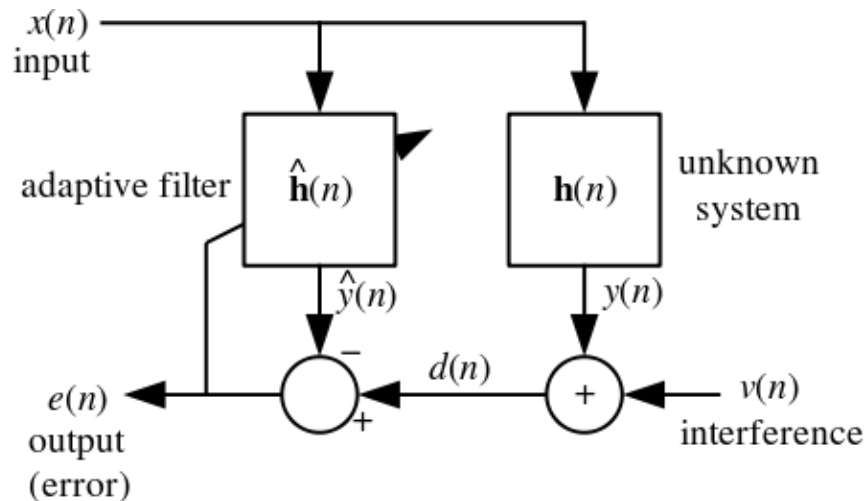 x(n)
input
adaptive filter
ĥ(n)
h(n)
unknown
system
ŷ(n)
y(n)
−
+
d(n)
+
e(n)
output
(error)
v(n)
interference